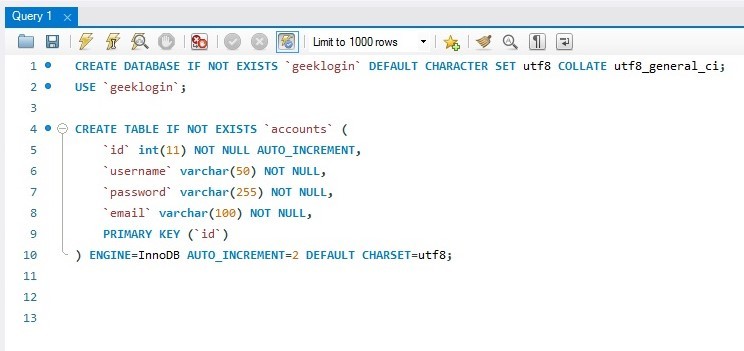 Query 1 ×
Limit to 1000 rows
1 CREATE DATABASE IF NOT EXISTS `geeklogin` DEFAULT CHARACTER SET utf8 COLLATE utf8_general_ci;
2 USE `geeklogin`;
3
4 CREATE TABLE IF NOT EXISTS `accounts` (
5 `id` int(11) NOT NULL AUTO_INCREMENT,
6 `username` varchar(50) NOT NULL,
7 `password` varchar(255) NOT NULL,
8 `email` varchar(100) NOT NULL,
9 PRIMARY KEY (`id`)
10 ) ENGINE=InnoDB AUTO_INCREMENT=2 DEFAULT CHARSET=utf8;
11
12
13